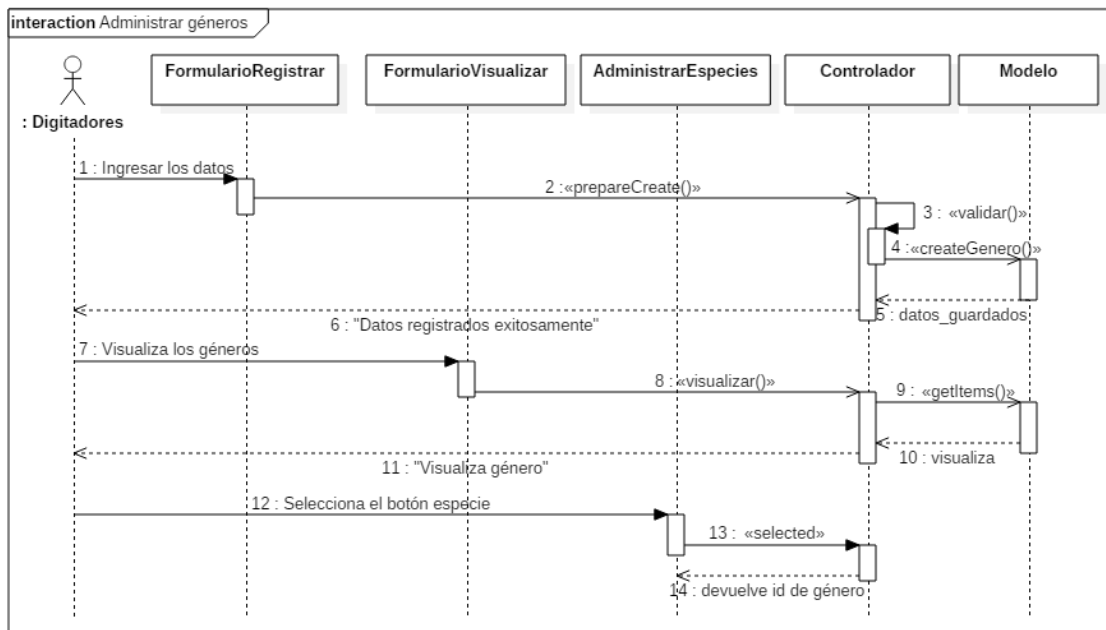 interaction Administrar géneros
FormularioRegistrar
FormularioVisualizar
AdministrarEspecies
Controlador
Modelo
: Digitadores
1 : Ingresar los datos
2 :«prepareCreate()»
3 : «validar()»
4 :«createGenero()»
5 : datos_guardados
6 : "Datos registrados exitosamente"
7 : Visualiza los géneros
8 : «visualizar()»
9 : «getItems()»
10 : visualiza
11 : "Visualiza género"
12 : Selecciona el botón especie
13 : «selected»
14 : devuelve id de género